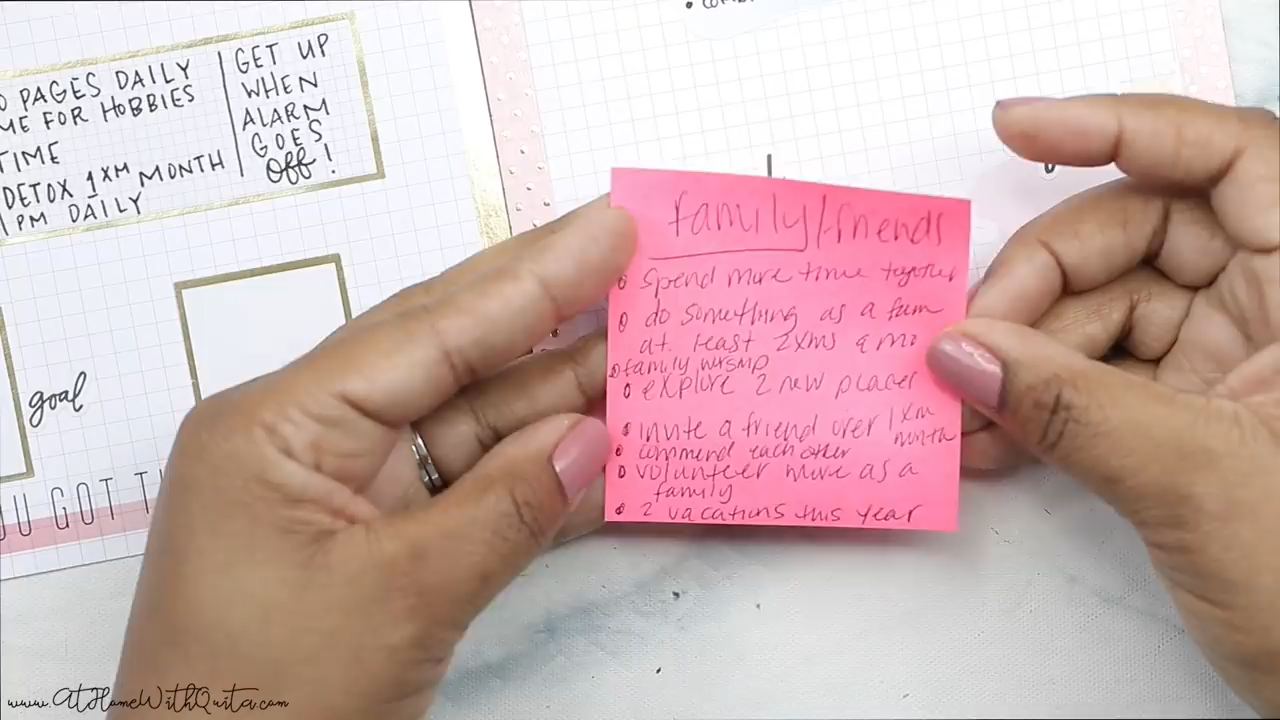 PAGES DAILY
ME FOR HOBBIES
TIME
DETOX 1XM MONTH
PM DAILY
GET UP
WHEN
ALARM
GOES
OFF!
goal
U GOT
family/friends
spend more time together
do something as a fam
at least 2xms a mo
family wrshp
explore 2 new places
invite a friend over 1xm
month
commend each other
volunteer more as a
family
2 vacations this year
www.AtHomeWithQuita.com